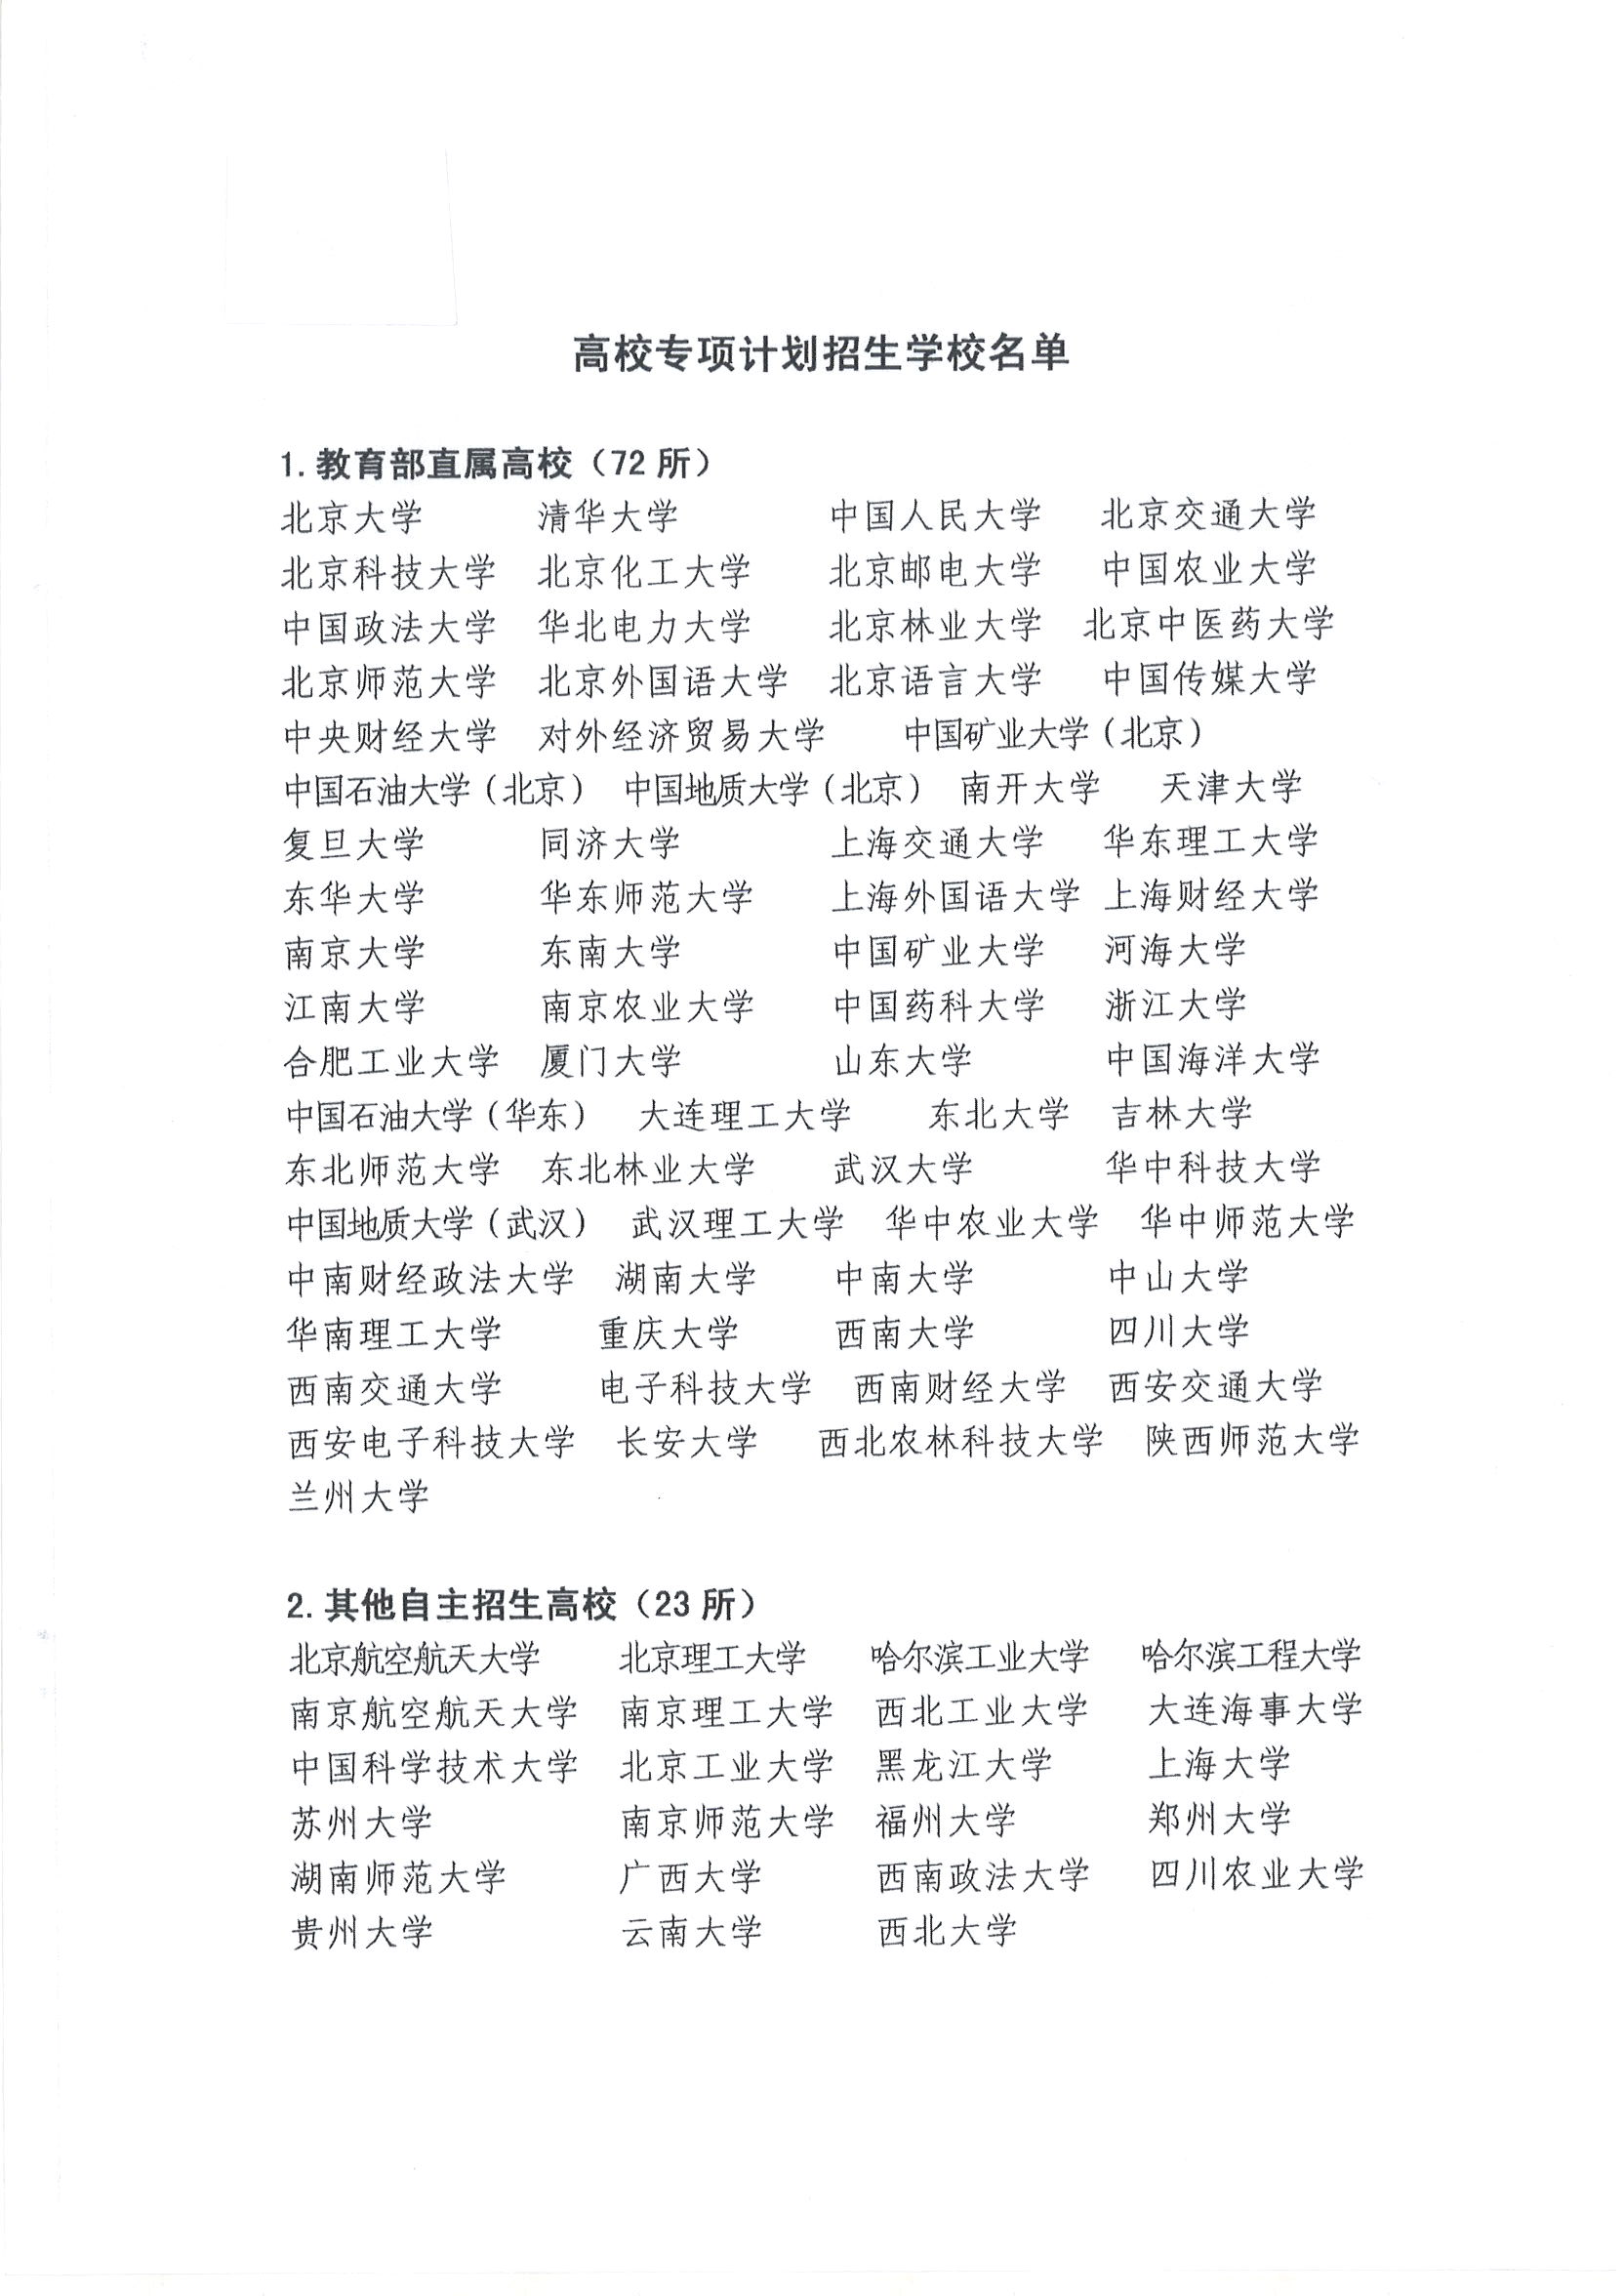 高校专项计划招生学校名单
1.教育部直属高校（72所）
北京大学 清华大学 中国人民大学 北京交通大学
北京科技大学 北京化工大学 北京邮电大学 中国农业大学
中国政法大学 华北电力大学 北京林业大学 北京中医药大学
北京师范大学 北京外国语大学 北京语言大学 中国传媒大学
中央财经大学 对外经济贸易大学 中国矿业大学（北京）
中国石油大学（北京） 中国地质大学（北京） 南开大学 天津大学
复旦大学 同济大学 上海交通大学 华东理工大学
东华大学 华东师范大学 上海外国语大学 上海财经大学
南京大学 东南大学 中国矿业大学 河海大学
江南大学 南京农业大学 中国药科大学 浙江大学
合肥工业大学 厦门大学 山东大学 中国海洋大学
中国石油大学（华东） 大连理工大学 东北大学 吉林大学
东北师范大学 东北林业大学 武汉大学 华中科技大学
中国地质大学（武汉） 武汉理工大学 华中农业大学 华中师范大学
中南财经政法大学 湖南大学 中南大学 中山大学
华南理工大学 重庆大学 西南大学 四川大学
西南交通大学 电子科技大学 西南财经大学 西安交通大学
西安电子科技大学 长安大学 西北农林科技大学 陕西师范大学
兰州大学
2.其他自主招生高校（23所）
北京航空航天大学 北京理工大学 哈尔滨工业大学 哈尔滨工程大学
南京航空航天大学 南京理工大学 西北工业大学 大连海事大学
中国科学技术大学 北京工业大学 黑龙江大学 上海大学
苏州大学 南京师范大学 福州大学 郑州大学
湖南师范大学 广西大学 西南政法大学 四川农业大学
贵州大学 云南大学 西北大学